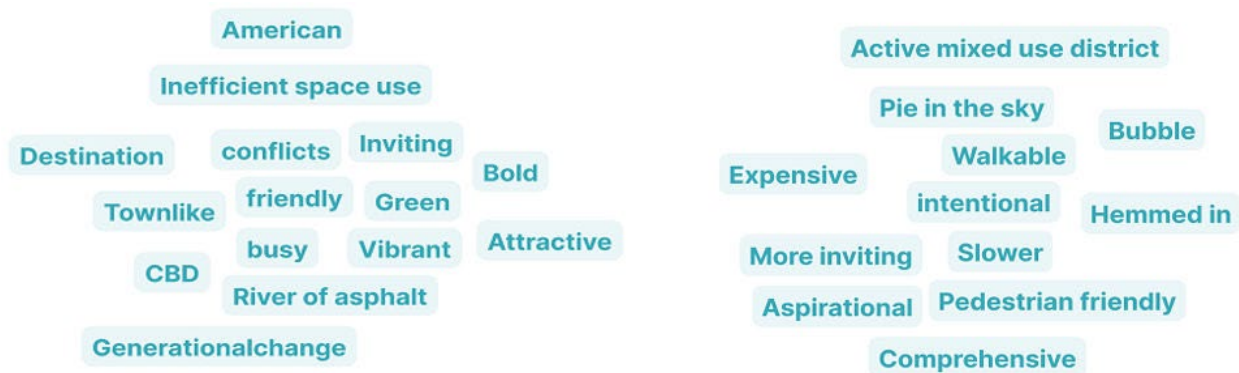 American
Inefficient space use
Destination
conflicts
Inviting
Bold
Townlike
friendly
Green
busy
Vibrant
Attractive
CBD
River of asphalt
Generationalchange
Active mixed use district
Pie in the sky
Bubble
Walkable
Expensive
intentional
Hemmed in
More inviting
Slower
Aspirational
Pedestrian friendly
Comprehensive